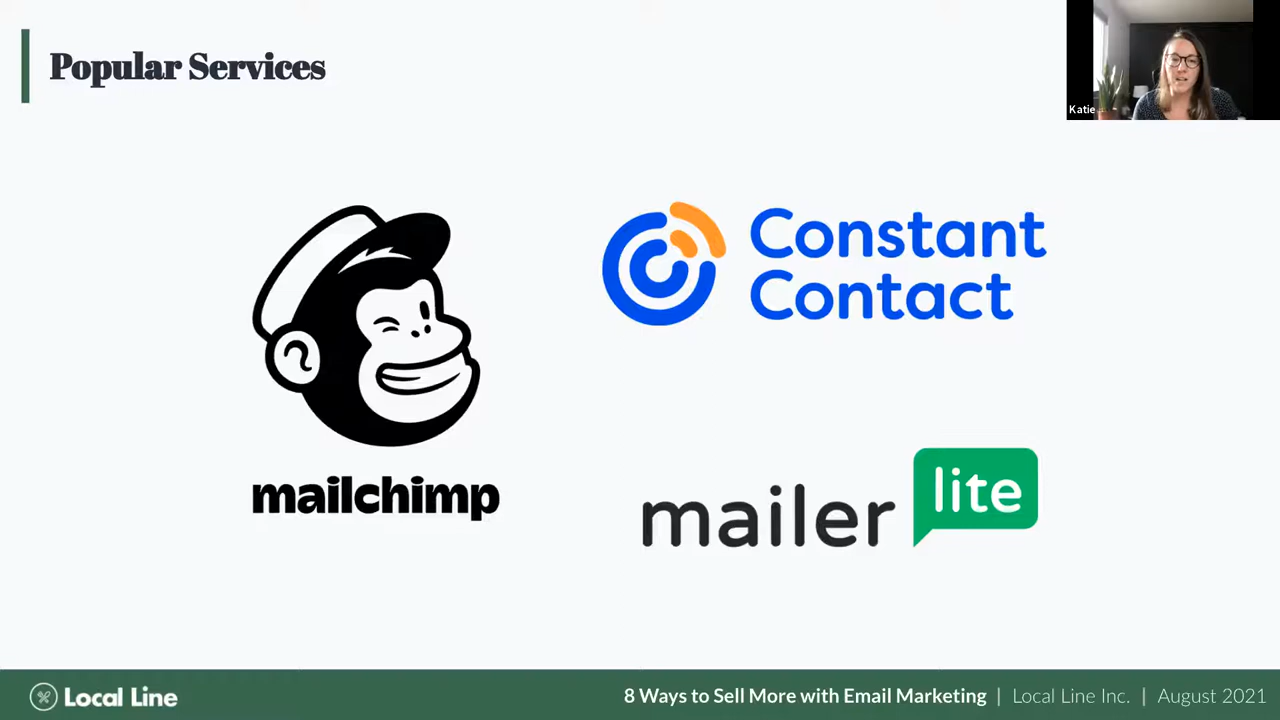 Popular Services
Katie
Constant
Contact
mailchimp
mailer lite
Local Line
8 Ways to Sell More with Email Marketing | Local Line Inc. | August 2021